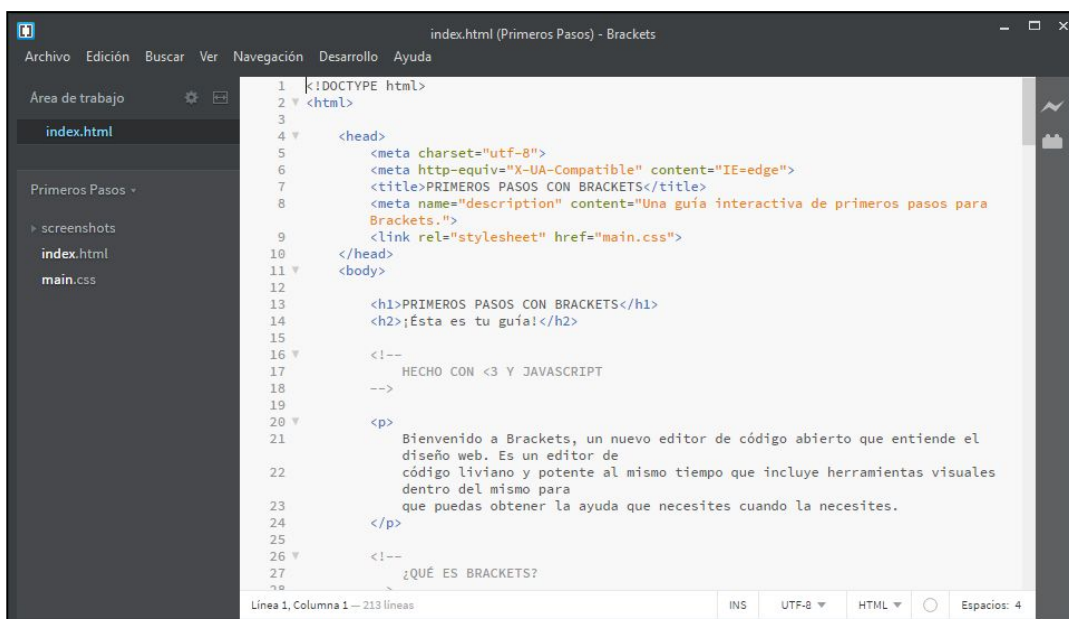 index.html (Primeros Pasos) - Brackets
Archivo Edición Buscar Ver Navegación Desarrollo Ayuda
Área de trabajo
index.html
Primeros Pasos
screenshots
index.html
main.css
1 <!DOCTYPE html>
2 <html>
3
4 <head>
5 <meta charset="utf-8">
6 <meta http-equiv="X-UA-Compatible" content="IE=edge">
7 <title>PRIMEROS PASOS CON BRACKETS</title>
8 <meta name="description" content="Una guía interactiva de primeros pasos para
Brackets.">
9 <link rel="stylesheet" href="main.css">
10 </head>
11 <body>
12
13 <h1>PRIMEROS PASOS CON BRACKETS</h1>
14 <h2>¡Ésta es tu guía!</h2>
15
16 <!--
17 HECHO CON <3 Y JAVASCRIPT
18 -->
19
20 <p>
21 Bienvenido a Brackets, un nuevo editor de código abierto que entiende el
diseño web. Es un editor de
22 código liviano y potente al mismo tiempo que incluye herramientas visuales
dentro del mismo para
23 que puedas obtener la ayuda que necesites cuando la necesites.
24 </p>
25
26 <!--
27 ¿QUÉ ES BRACKETS?
28
Línea 1, Columna 1 — 213 líneas INS UTF-8 HTML Espacios: 4